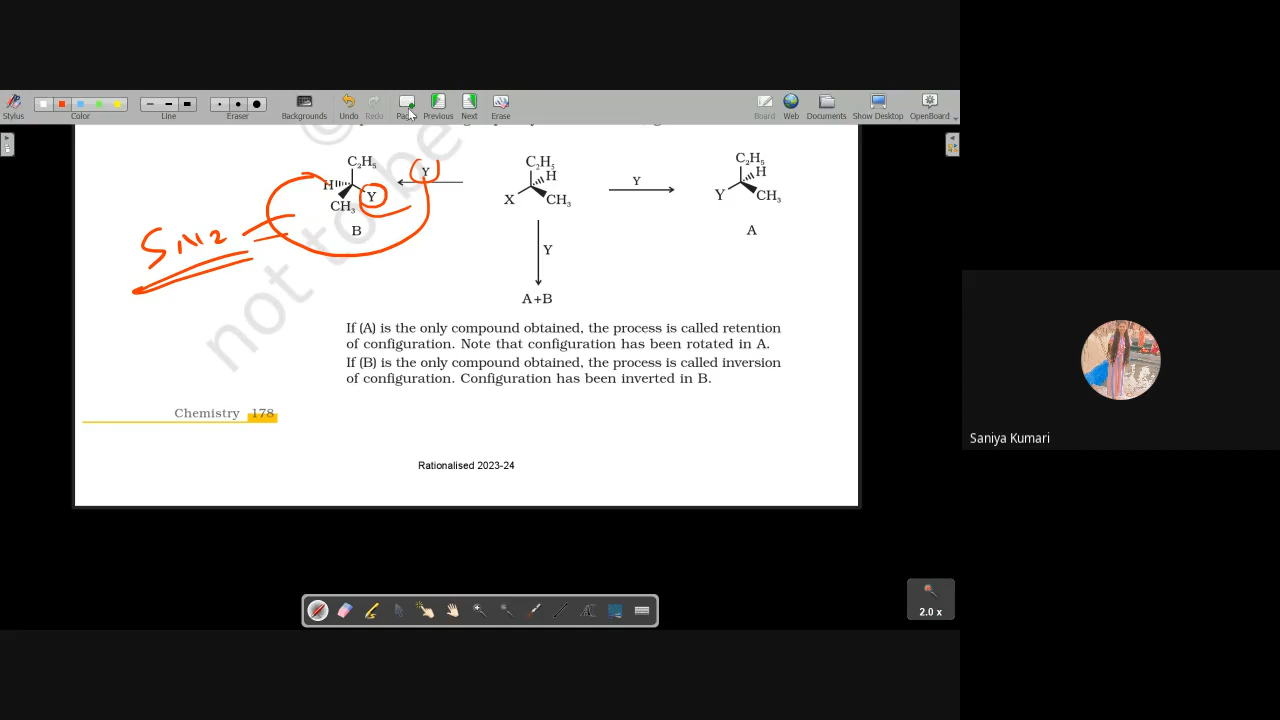 Stylus
Color
Line
Eraser
Backgrounds
Undo
Redo
Previous
Next
Erase
Board
Web
Documents
Show Desktop
OpenBoard
not to be
C₂H₅
H
Y
CH₃
B
Y
C₂H₅
H
X
CH₃
Y
C₂H₅
H
Y
CH₃
A
SN2
Y
A+B
If (A) is the only compound obtained, the process is called retention
of configuration. Note that configuration has been rotated in A.
If (B) is the only compound obtained, the process is called inversion
of configuration. Configuration has been inverted in B.
Chemistry 178
Rationalised 2023-24
Saniya Kumari
2.0 x